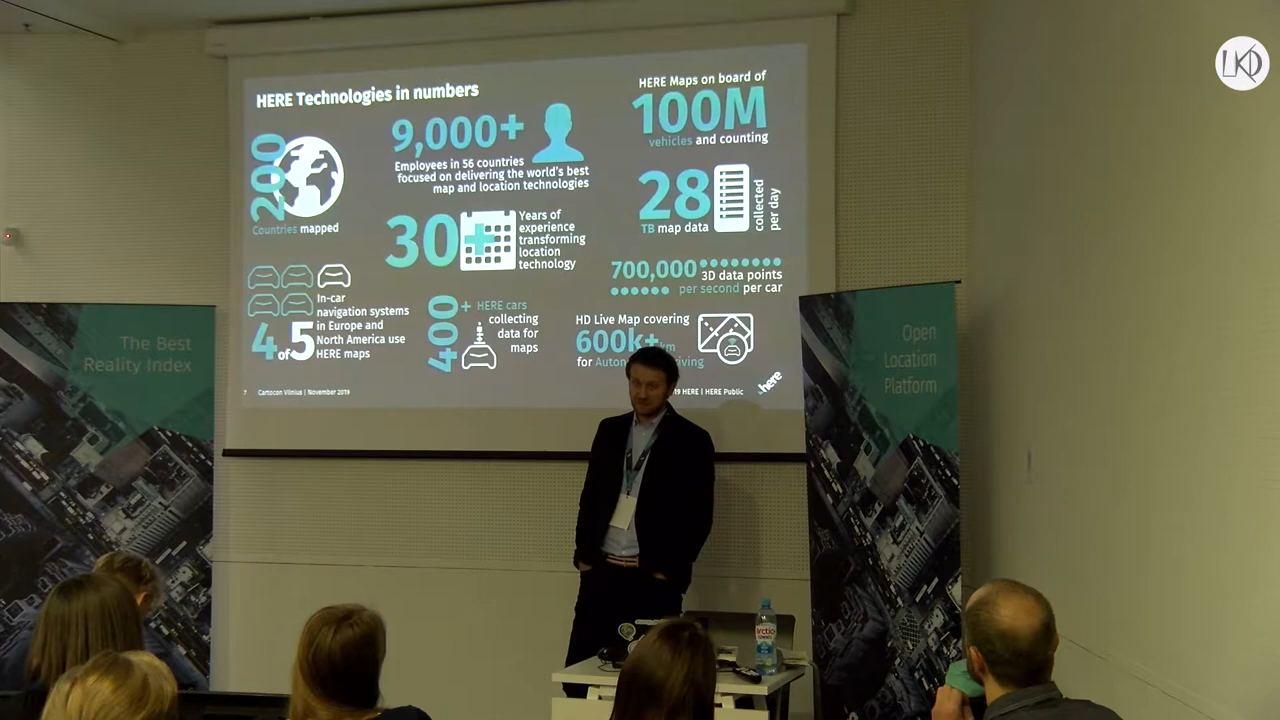 LKD
HERE Technologies in numbers
200
Countries mapped
9,000+
Employees in 56 countries
focused on delivering the world's best
map and location technologies
HERE Maps on board of
100M
vehicles and counting
30
Years of
experience
transforming
location
technology
28
TB map data
collected
per day
700,000 3D data points
per second per car
4 of 5
In-car
navigation systems
in Europe and
North America use
HERE maps
400+ HERE cars
collecting
data for
maps
HD Live Map covering
600k+ km
for
7 Cartocon Vilnius | November 2019
19 HERE | HERE Public
here
The Best
Reality Index
Open
Location
Platform
arctic